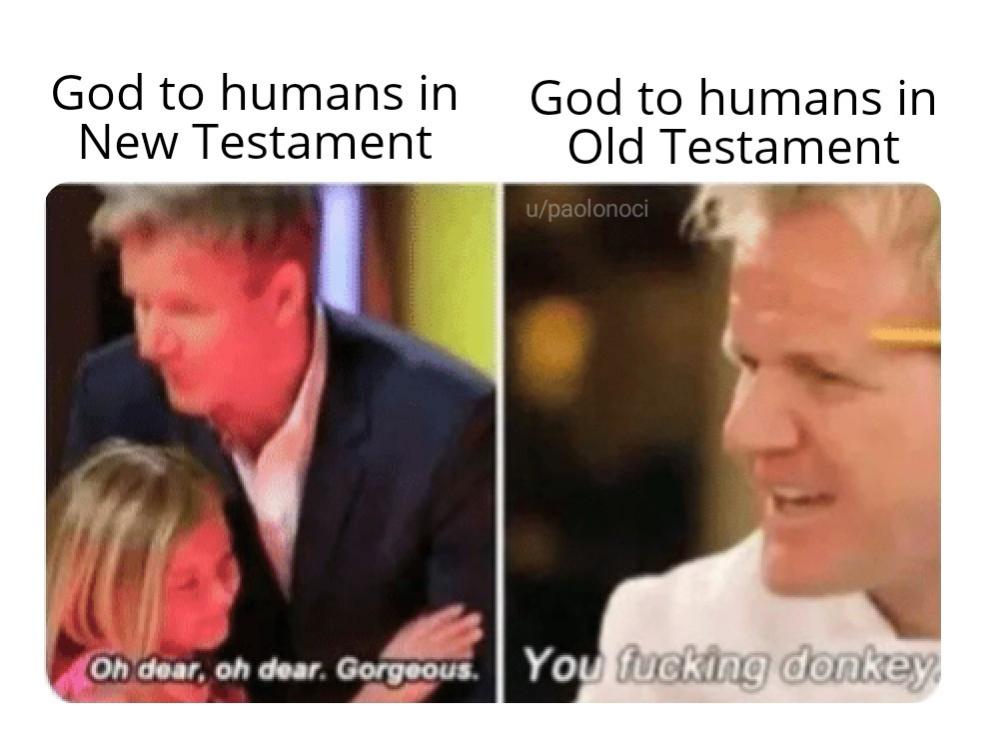 God to humans in
New Testament
God to humans in
Old Testament
u/paolonoci
Oh dear, oh dear. Gorgeous.
You fucking donkey.